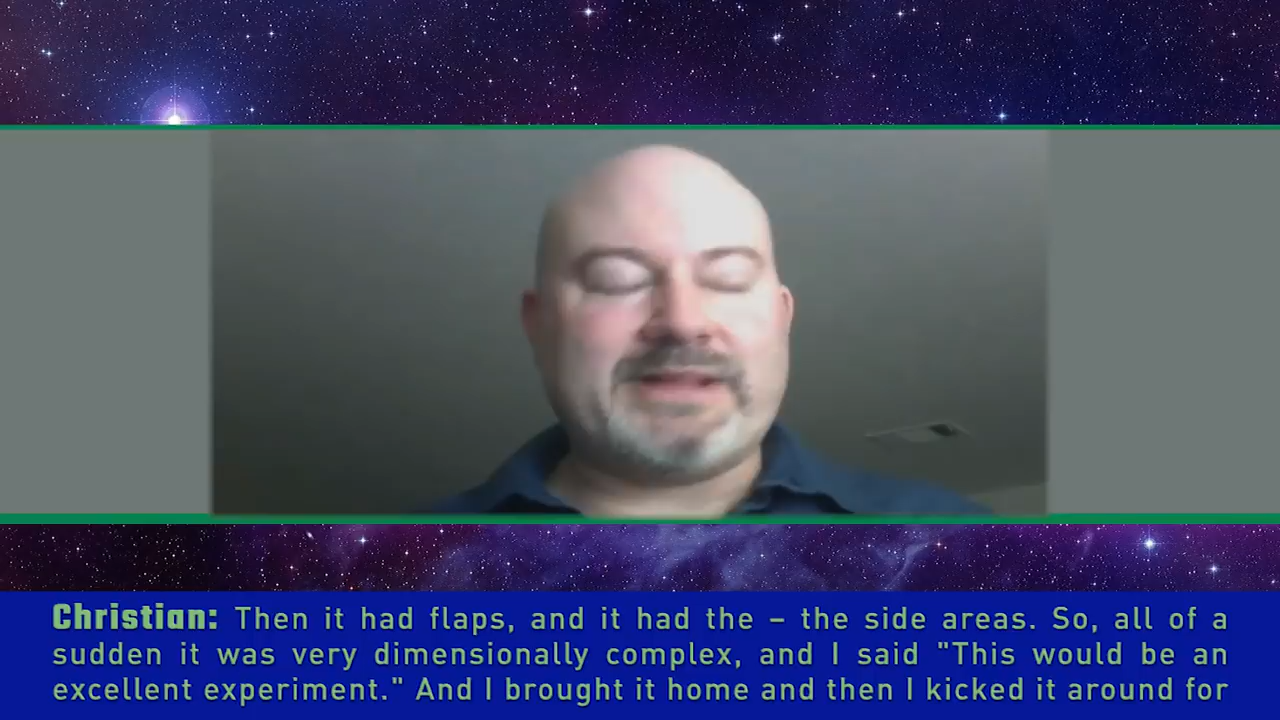 Christian: Then it had flaps, and it had the – the side areas. So, all of a
sudden it was very dimensionally complex, and I said "This would be an
excellent experiment." And I brought it home and then I kicked it around for